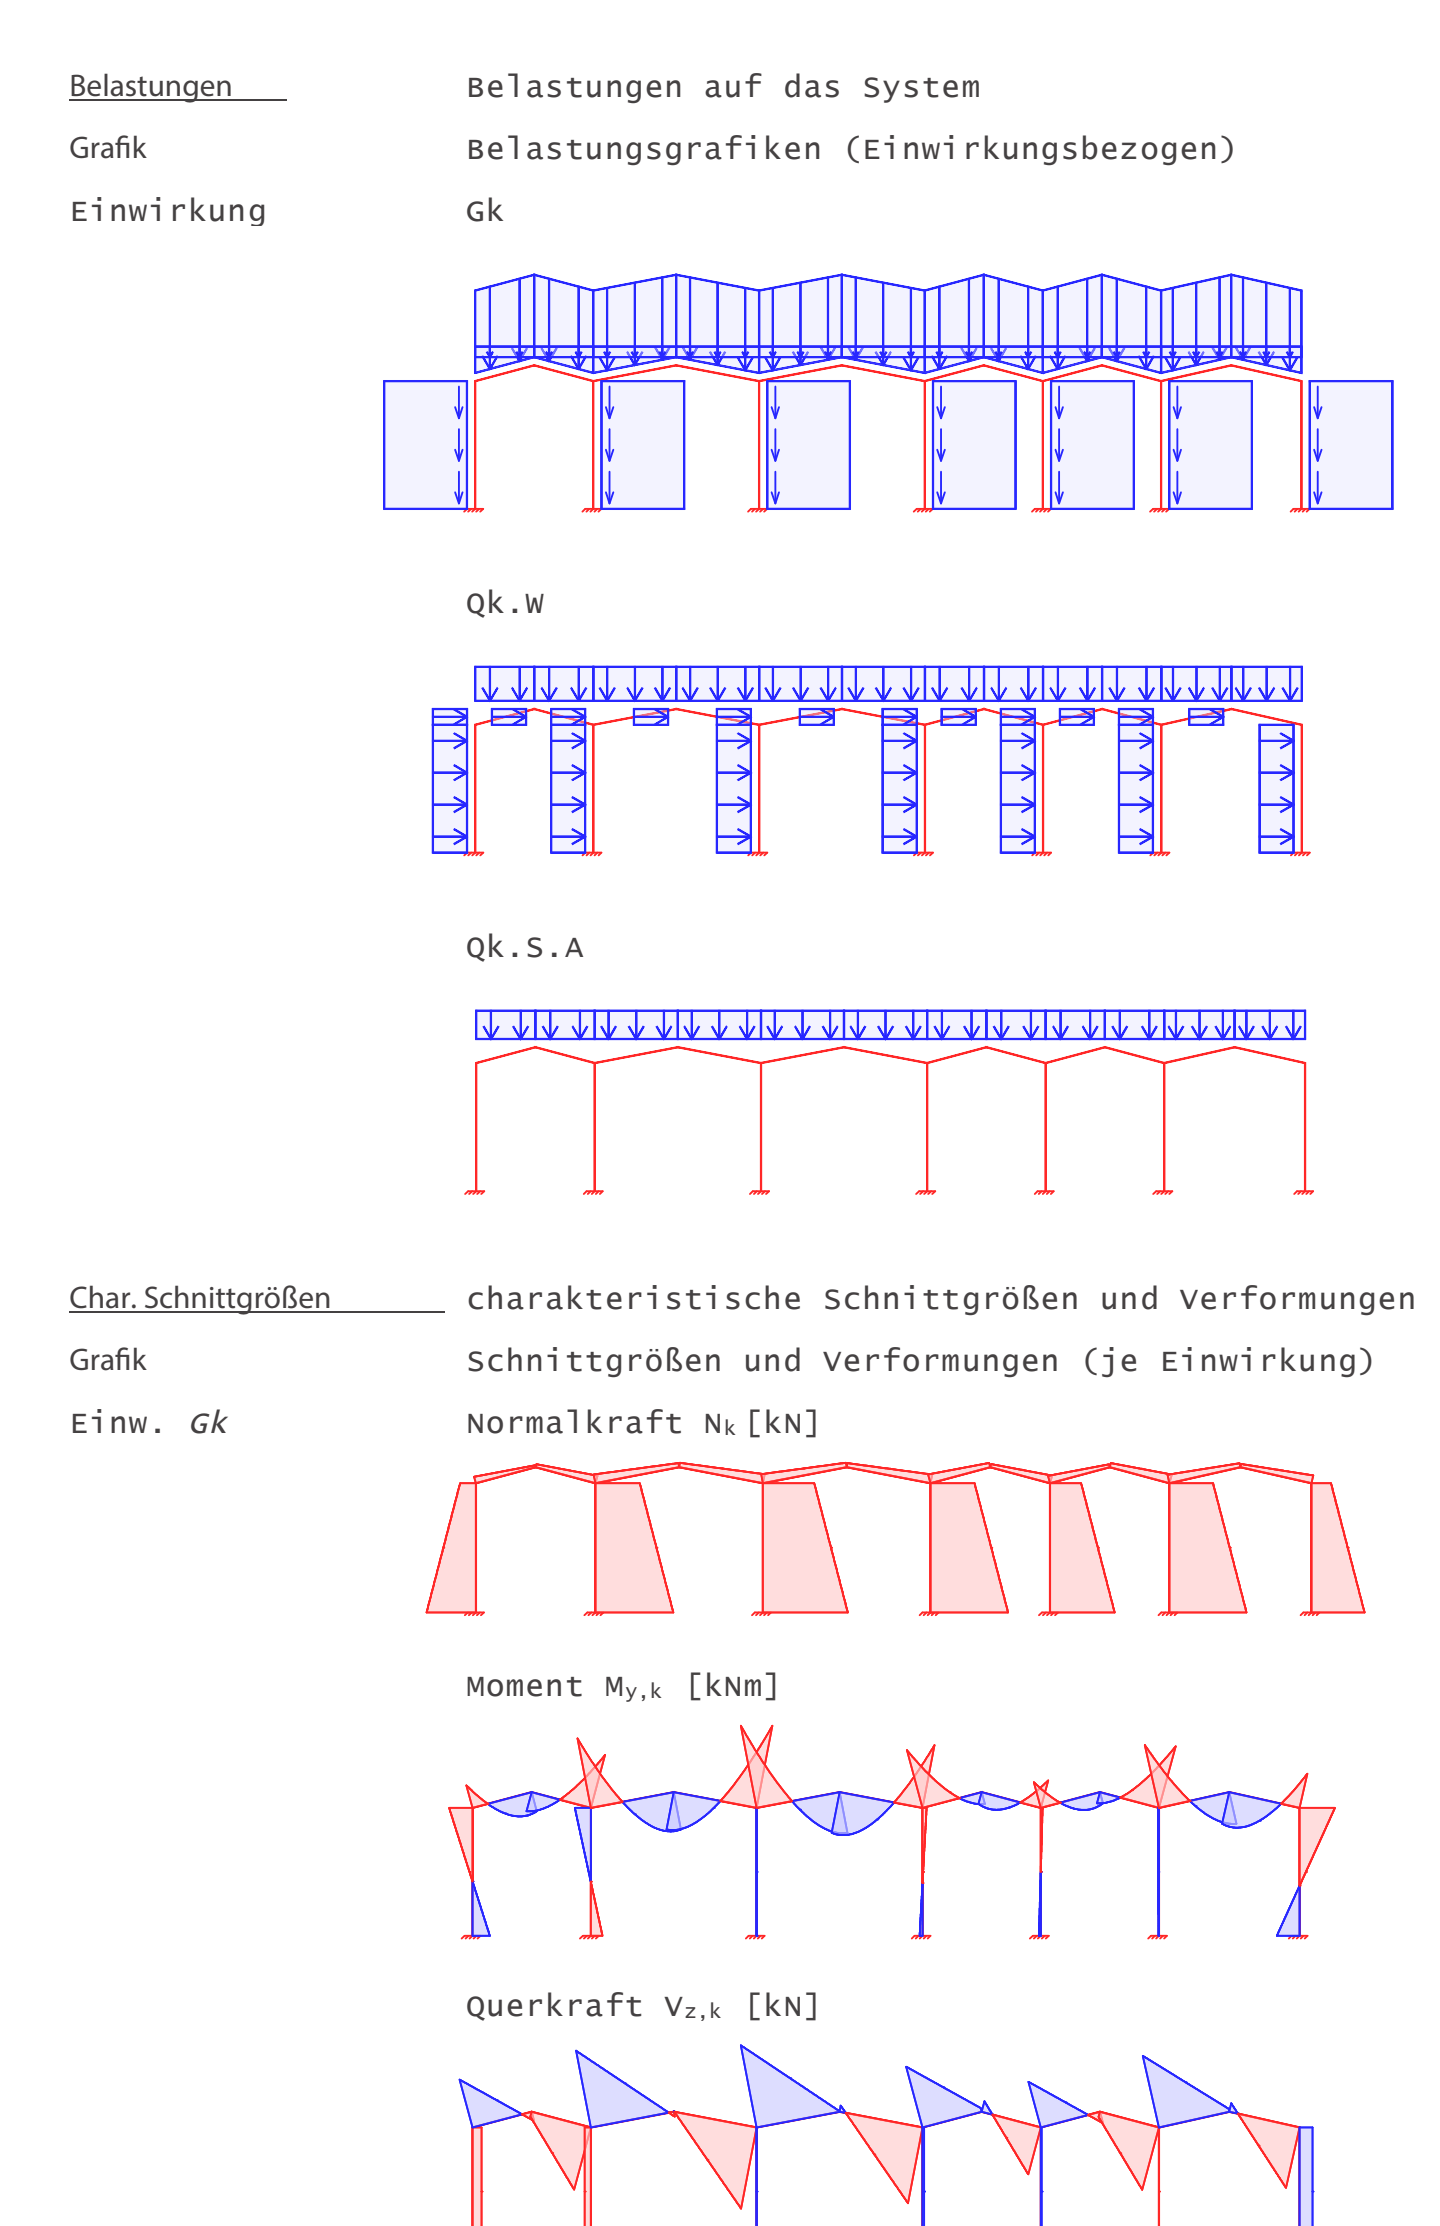 Belastungen Belastungen auf das System
Grafik Belastungsgrafiken (Einwirkungsbezogen)
Einwirkung Gk
Qk.W
Qk.S.A
Char. Schnittgrößen charakteristische Schnittgrößen und Verformungen
Grafik Schnittgrößen und Verformungen (je Einwirkung)
Einw. Gk Normalkraft Nk [kN]
Moment My,k [kNm]
Querkraft Vz,k [kN]